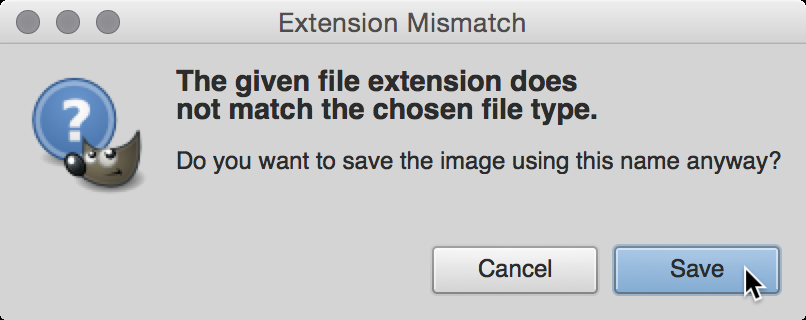 Extension Mismatch
The given file extension does
not match the chosen file type.
Do you want to save the image using this name anyway?
Cancel
Save